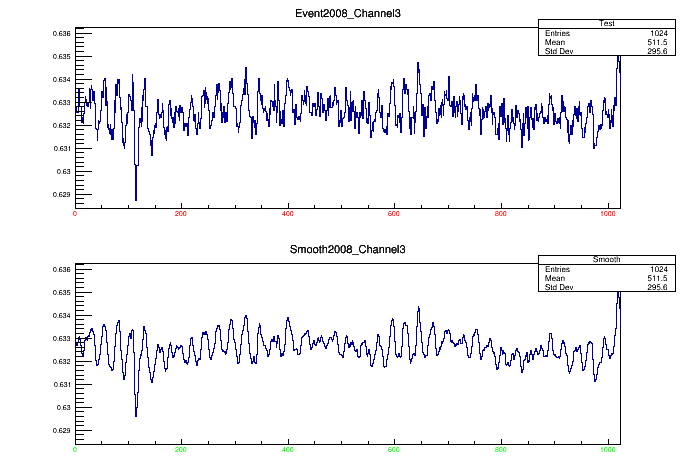 Event2008_Channel3
Test
Entries 1024
Mean 511.5
Std Dev 295.6
0.636
0.635
0.634
0.633
0.632
0.631
0.63
0.629
0 200 400 600 800 1000
Smooth2008_Channel3
Smooth
Entries 1024
Mean 511.5
Std Dev 295.6
0.636
0.635
0.634
0.633
0.632
0.631
0.63
0.629
0 200 400 600 800 1000